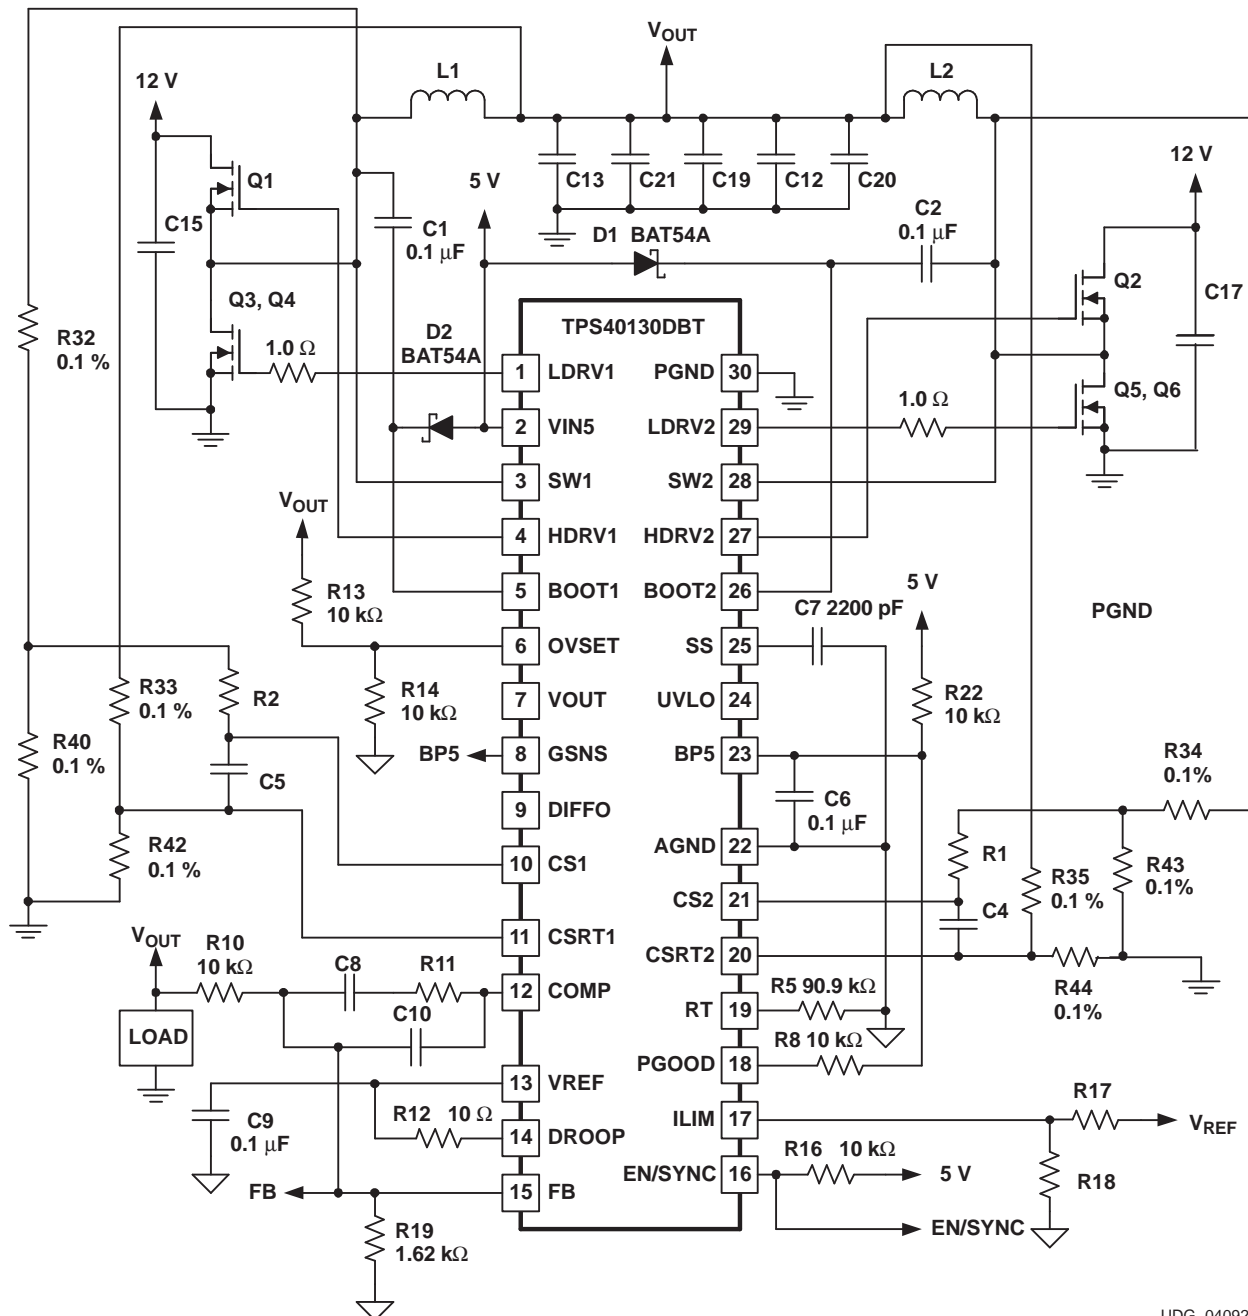 V_OUT
L1
L2
12 V
12 V
Q1
C15
C1
0.1 μF
5 V
C13
C21
C19
C12
C20
D1 BAT54A
C2
0.1 μF
Q2
C17
R32
0.1 %
Q3, Q4
1.0 Ω
D2
BAT54A
TPS40130DBT
Q5, Q6
1.0 Ω
1 LDRV1
PGND 30
2 VIN5
LDRV2 29
3 SW1
SW2 28
4 HDRV1
HDRV2 27
5 BOOT1
BOOT2 26
6 OVSET
SS 25
7 VOUT
UVLO 24
8 GSNS
BP5 23
9 DIFFO
AGND 22
10 CS1
CS2 21
11 CSRT1
CSRT2 20
12 COMP
RT 19
13 VREF
PGOOD 18
14 DROOP
ILIM 17
15 FB
EN/SYNC 16
V_OUT
R13
10 kΩ
R14
10 kΩ
BP5
R33
0.1 %
R2
R40
0.1 %
C5
R42
0.1 %
C7 2200 pF
5 V
PGND
R22
10 kΩ
C6
0.1 μF
R34
0.1%
R1
R43
0.1%
R35
0.1 %
C4
R44
0.1%
V_OUT
R10
10 kΩ
C8
R11
C10
LOAD
R5 90.9 kΩ
R8 10 kΩ
C9
0.1 μF
R12 10 Ω
R17
V_REF
R18
R16 10 kΩ
5 V
EN/SYNC
FB
R19
1.62 kΩ
UDG_04092